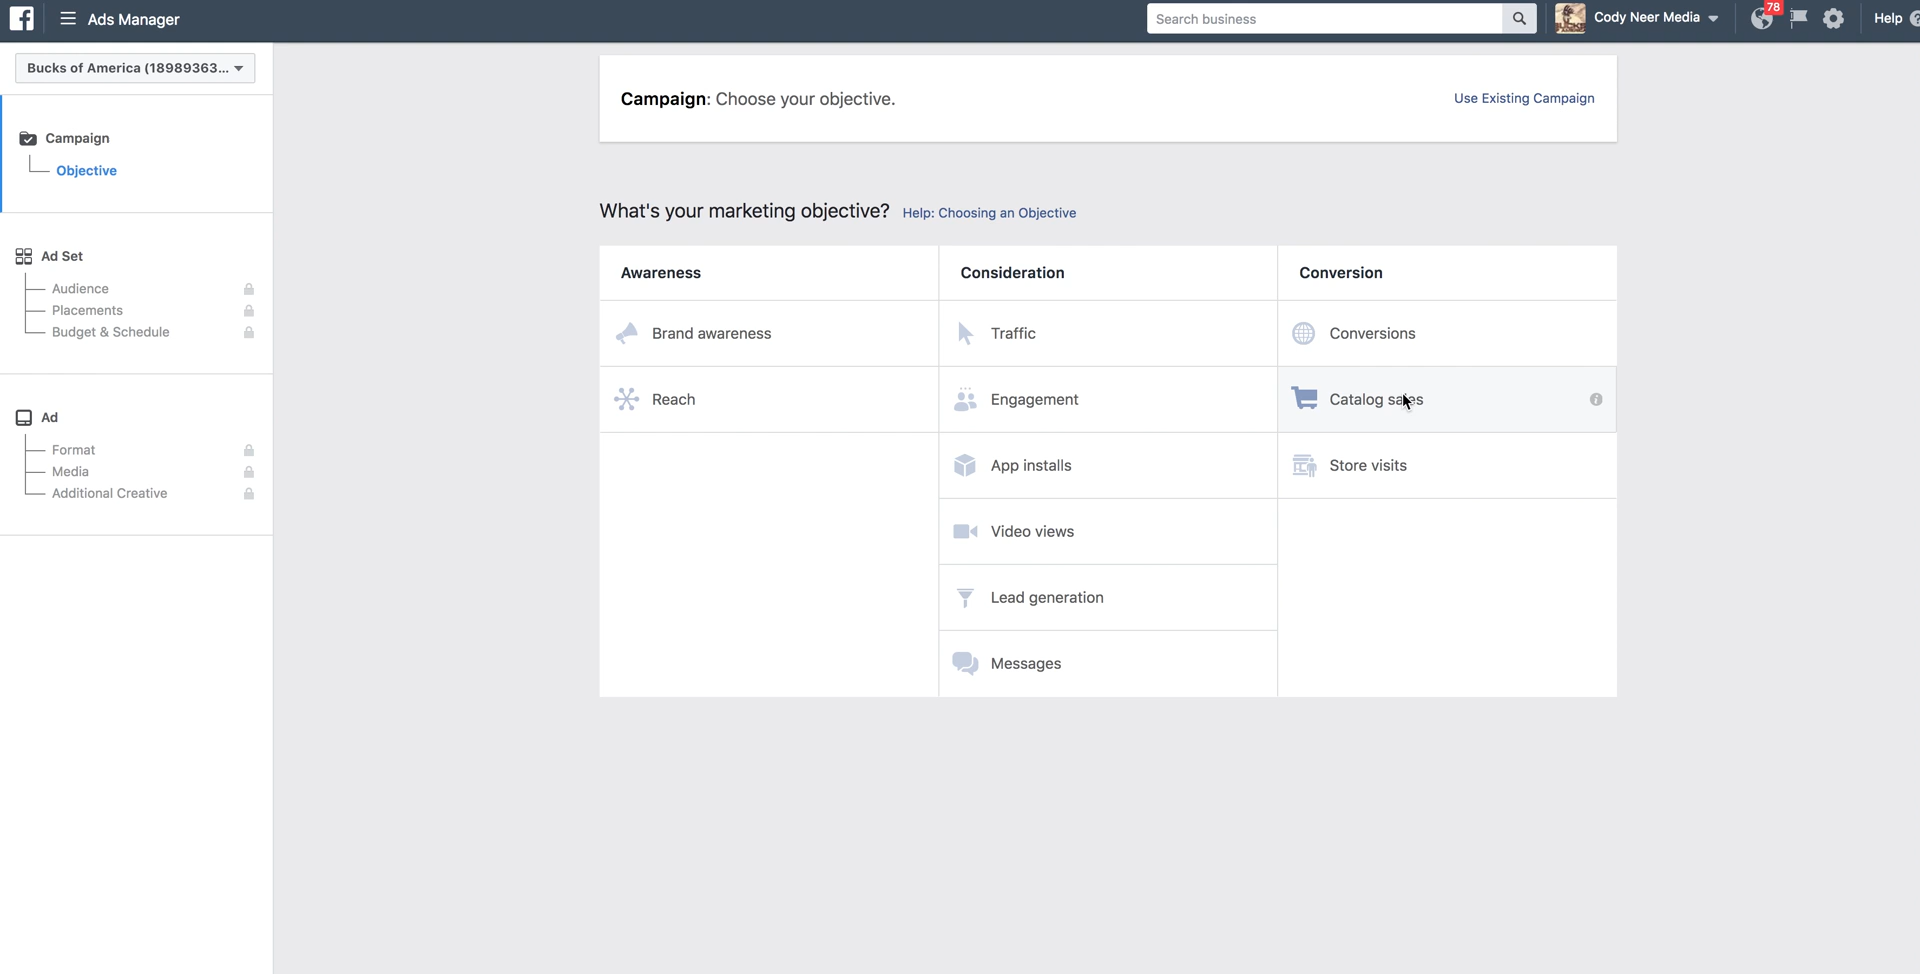 Ads Manager
Search business
Cody Neer Media
78
Help
Bucks of America (18989363...
Campaign
Objective
Ad Set
Audience
Placements
Budget & Schedule
Ad
Format
Media
Additional Creative
Campaign: Choose your objective.
Use Existing Campaign
What's your marketing objective? Help: Choosing an Objective
Awareness
Consideration
Conversion
Brand awareness
Traffic
Conversions
Reach
Engagement
Catalog sales
App installs
Store visits
Video views
Lead generation
Messages